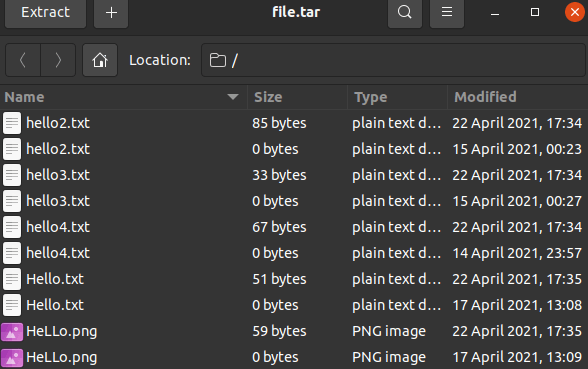 Extract + file.tar
Location: /
Name Size Type Modified
hello2.txt 85 bytes plain text d... 22 April 2021, 17:34
hello2.txt 0 bytes plain text d... 15 April 2021, 00:23
hello3.txt 33 bytes plain text d... 22 April 2021, 17:34
hello3.txt 0 bytes plain text d... 15 April 2021, 00:27
hello4.txt 67 bytes plain text d... 22 April 2021, 17:34
hello4.txt 0 bytes plain text d... 14 April 2021, 23:57
Hello.txt 51 bytes plain text d... 22 April 2021, 17:35
Hello.txt 0 bytes plain text d... 17 April 2021, 13:08
HeLLo.png 59 bytes PNG image 22 April 2021, 17:35
HeLLo.png 0 bytes PNG image 17 April 2021, 13:09